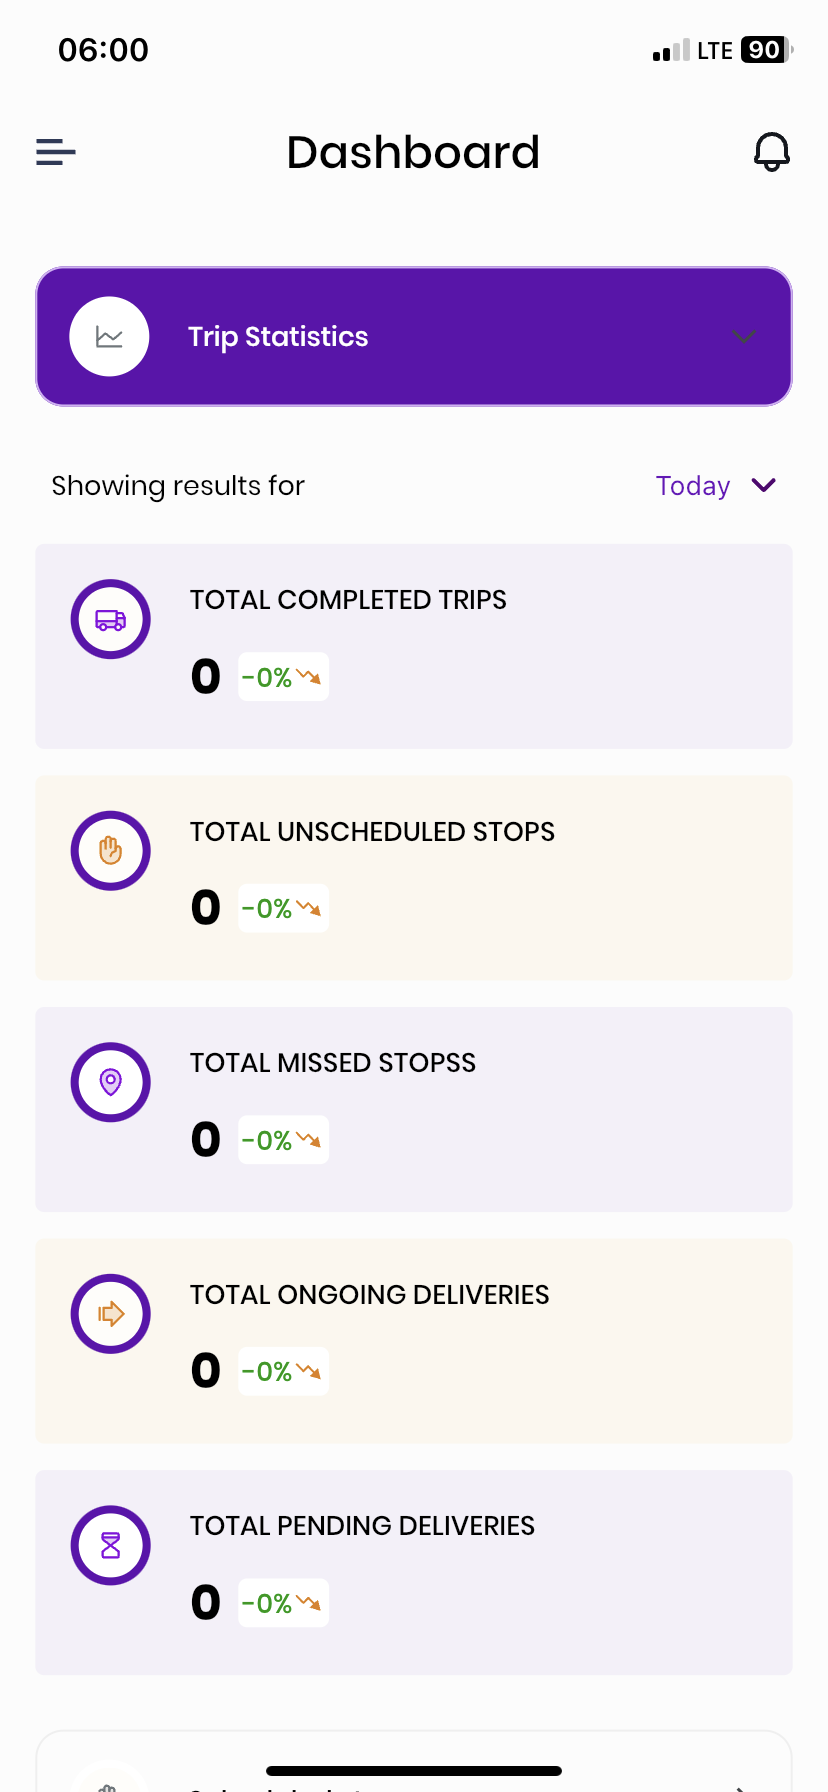 06:00 LTE 90
Dashboard
Trip Statistics
Showing results for Today
TOTAL COMPLETED TRIPS
0 -0%
TOTAL UNSCHEDULED STOPS
0 -0%
TOTAL MISSED STOPSS
0 -0%
TOTAL ONGOING DELIVERIES
0 -0%
TOTAL PENDING DELIVERIES
0 -0%